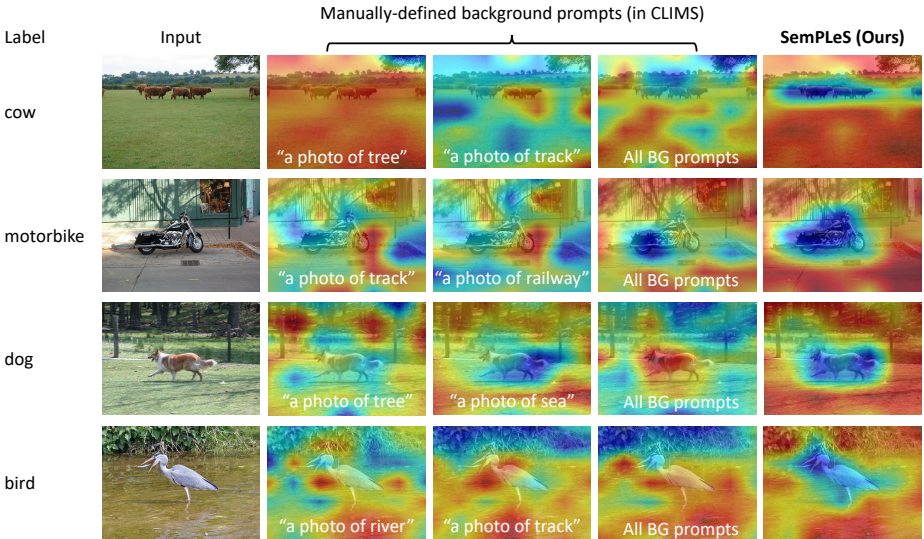 Manually-defined background prompts (in CLIMS)
Label Input SemPLeS (Ours)
cow
"a photo of tree" "a photo of track" All BG prompts
motorbike
"a photo of track" "a photo of railway" All BG prompts
dog
"a photo of tree" "a photo of sea" All BG prompts
bird
"a photo of river" "a photo of track" All BG prompts